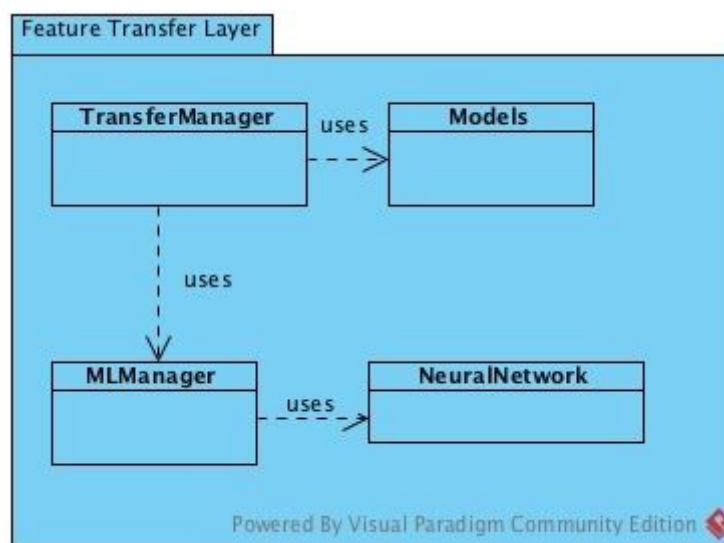 Feature Transfer Layer
TransferManager
uses
Models
uses
MLManager
uses
NeuralNetwork
Powered By Visual Paradigm Community Edition